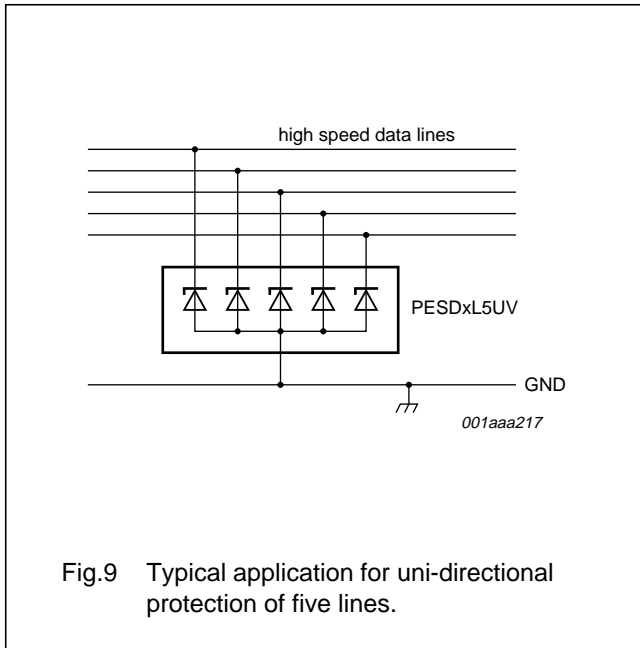 high speed data lines
PESDxL5UV
GND
001aaa217
Fig.9 Typical application for uni-directional
protection of five lines.